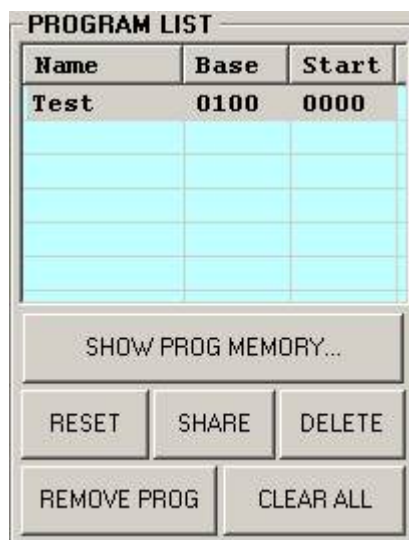 PROGRAM LIST
Name Base Start
Test 0100 0000
SHOW PROG MEMORY...
RESET SHARE DELETE
REMOVE PROG CLEAR ALL